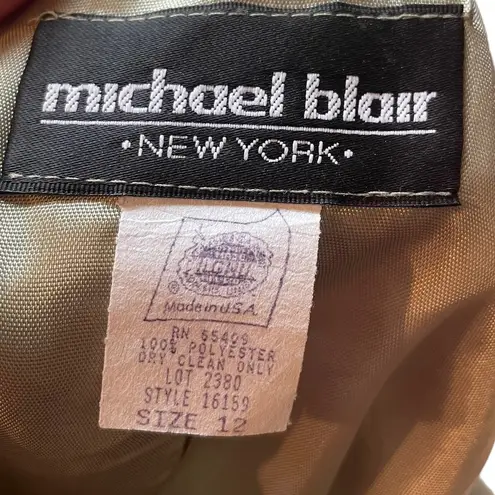 michael blair
• NEW YORK •
Made in U.S.A.
RN 65409
100% POLYESTER
DRY CLEAN ONLY
LOT 2380
STYLE 16159
SIZE 12